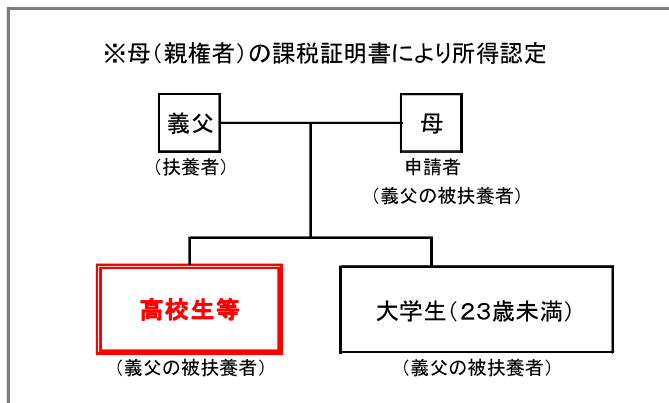 ※母（親権者）の課税証明書により所得認定
義父
母
（扶養者）
申請者
（義父の被扶養者）
高校生等
大学生（２３歳未満）
（義父の被扶養者）
（義父の被扶養者）